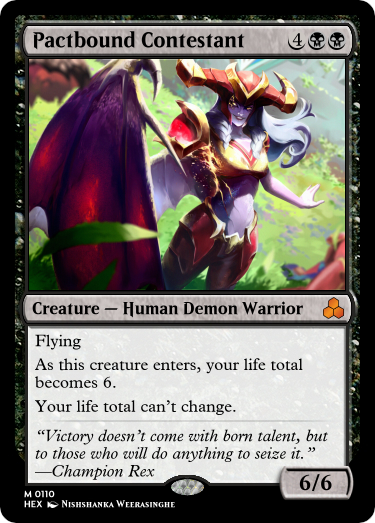 Pactbound Contestant 4
Creature — Human Demon Warrior
Flying
As this creature enters, your life total
becomes 6.
Your life total can’t change.
“Victory doesn’t come with born talent, but
to those who will do anything to seize it.”
—Champion Rex
6/6
M 0110
HEX Nishshanka Weerasinghe